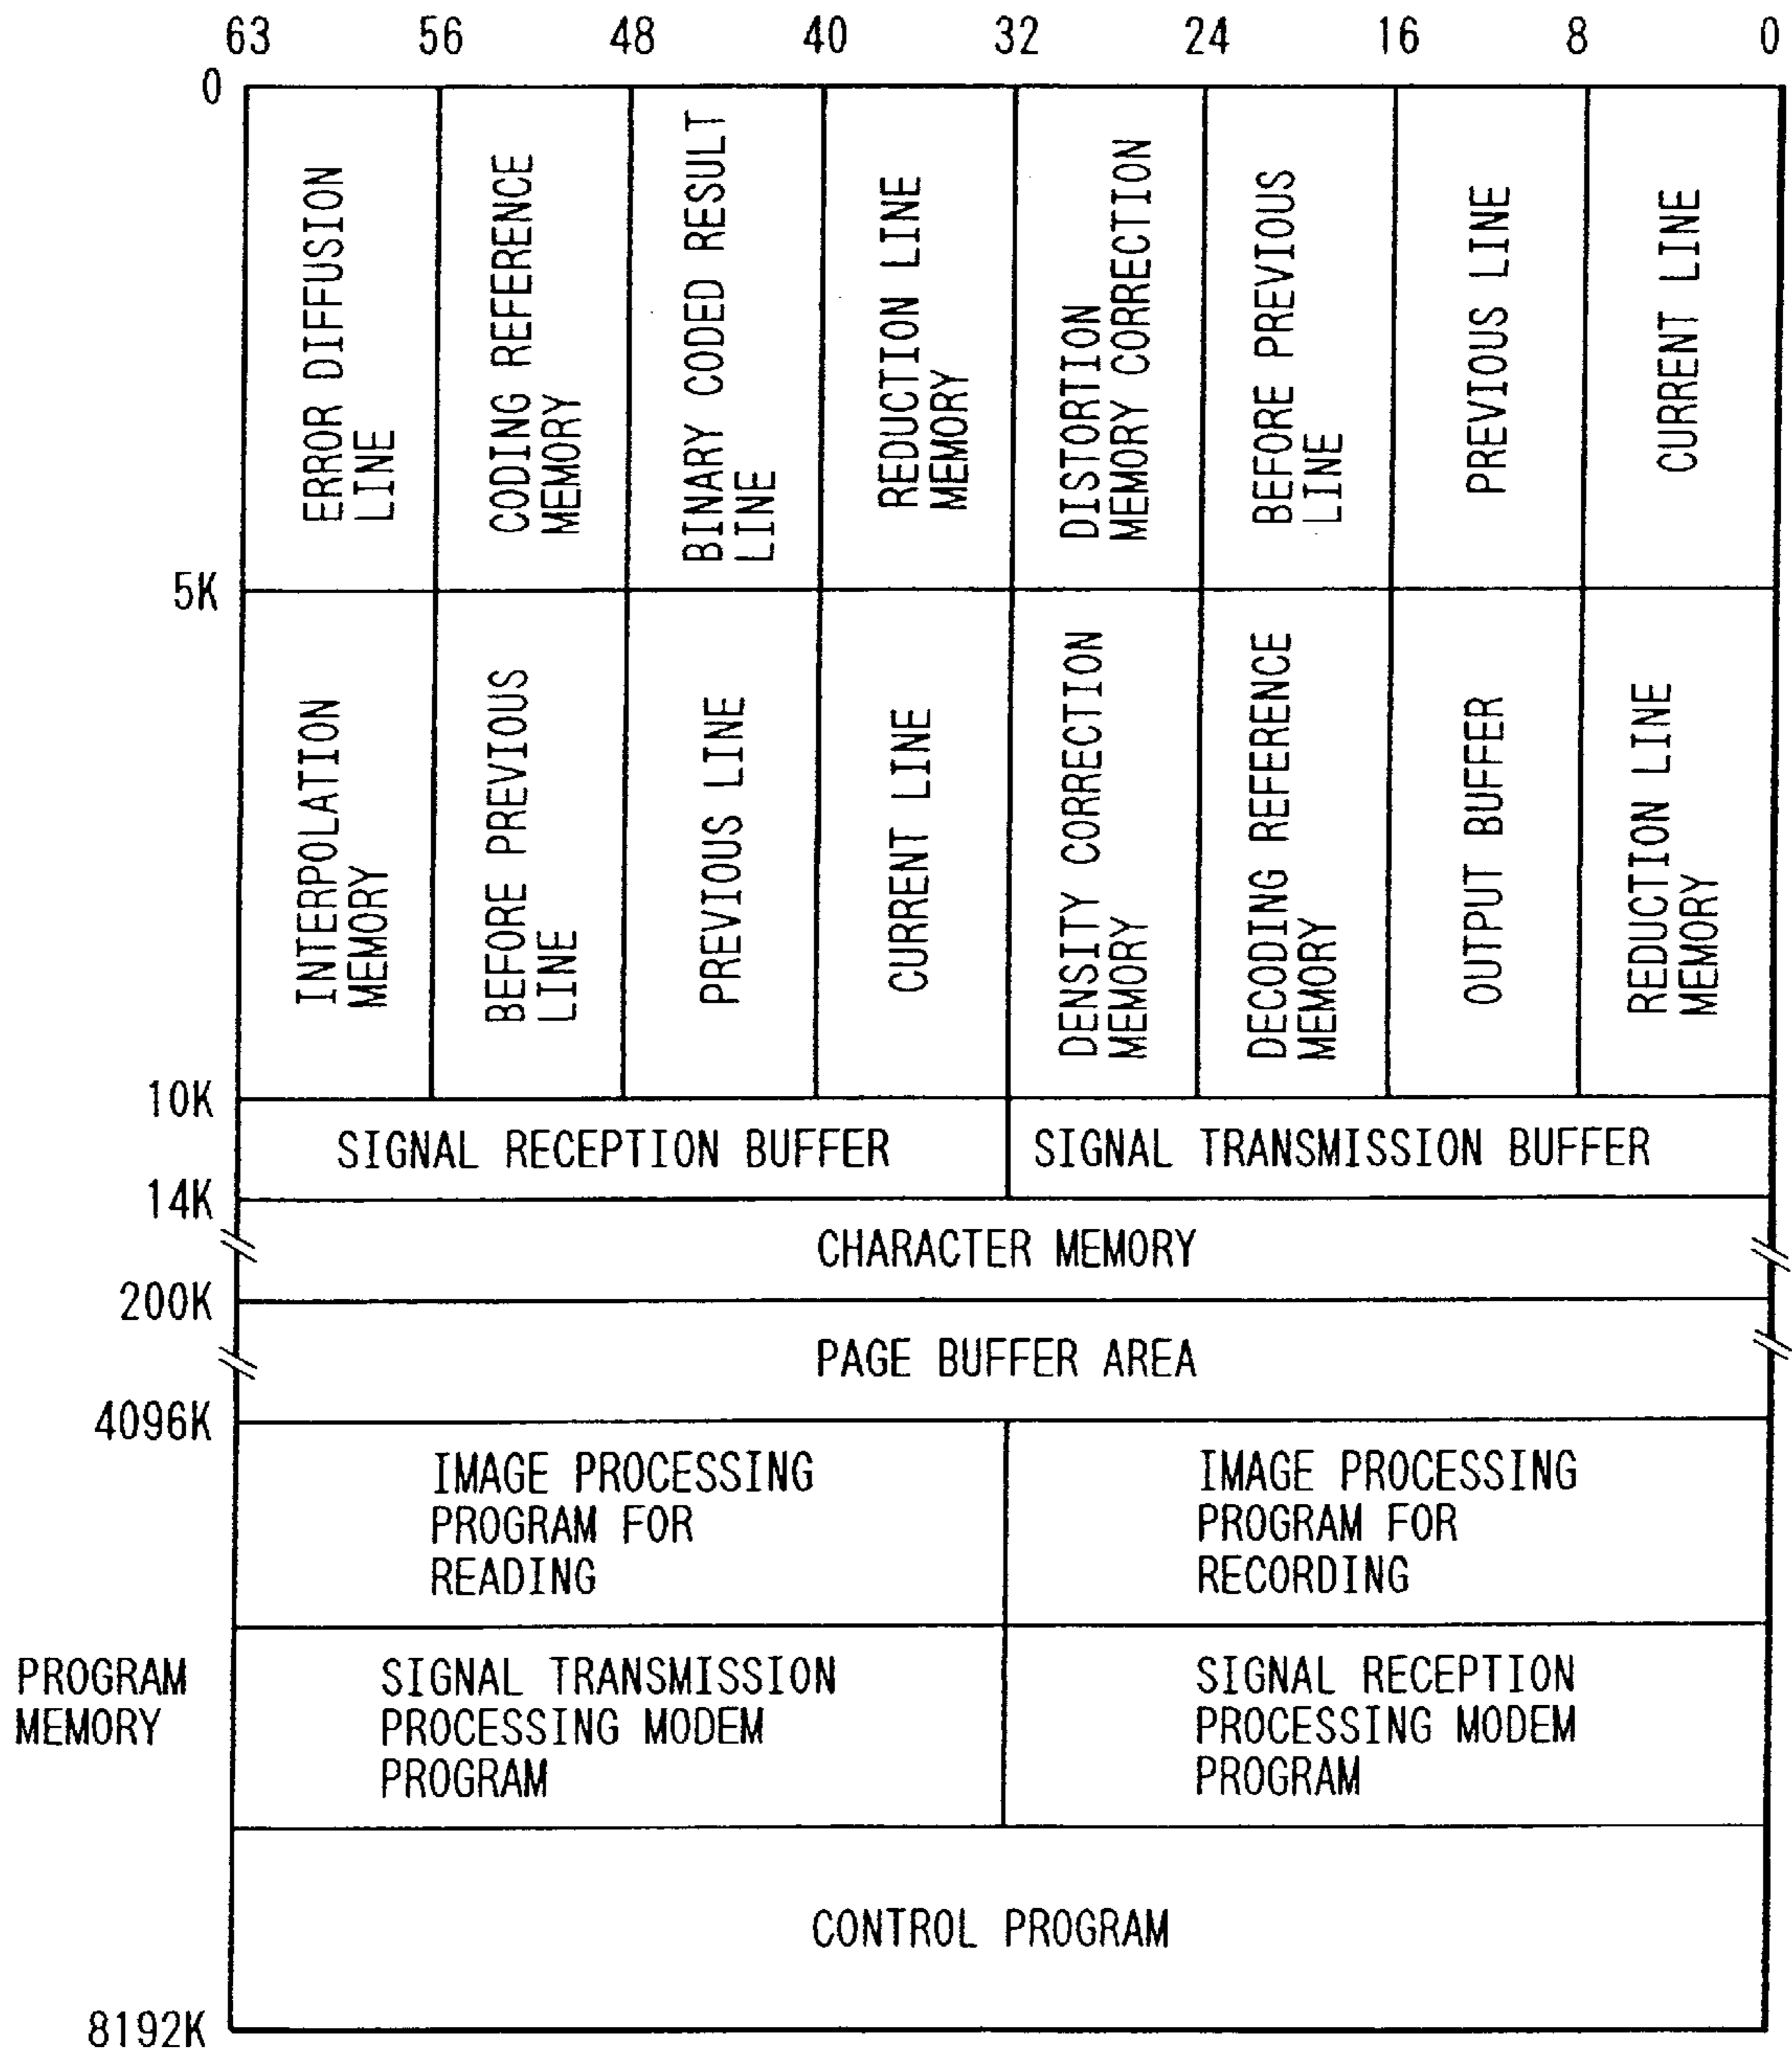 63 56 48 40 32 24 16 8 0
0
ERROR DIFFUSION
LINE
CODING REFERENCE
MEMORY
BINARY CODED RESULT
LINE
REDUCTION LINE
MEMORY
DISTORTION
MEMORY CORRECTION
BEFORE PREVIOUS
LINE
PREVIOUS LINE
CURRENT LINE
5K
INTERPOLATION
MEMORY
BEFORE PREVIOUS
LINE
PREVIOUS LINE
CURRENT LINE
DENSITY CORRECTION
MEMORY
DECODING REFERENCE
MEMORY
OUTPUT BUFFER
REDUCTION LINE
MEMORY
10K
SIGNAL RECEPTION BUFFER
SIGNAL TRANSMISSION BUFFER
14K
CHARACTER MEMORY
200K
PAGE BUFFER AREA
4096K
IMAGE PROCESSING
PROGRAM FOR
READING
IMAGE PROCESSING
PROGRAM FOR
RECORDING
PROGRAM
MEMORY
SIGNAL TRANSMISSION
PROCESSING MODEM
PROGRAM
SIGNAL RECEPTION
PROCESSING MODEM
PROGRAM
CONTROL PROGRAM
8192K